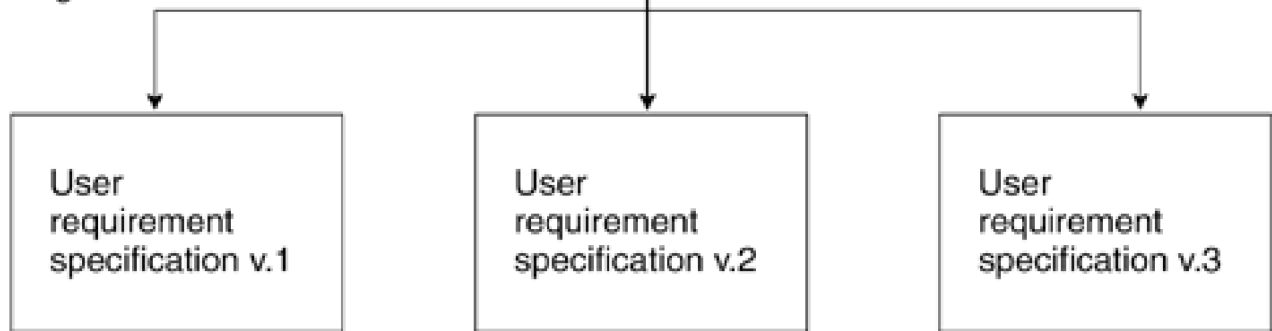 User
requirement
specification v.1
User
requirement
specification v.2
User
requirement
specification v.3